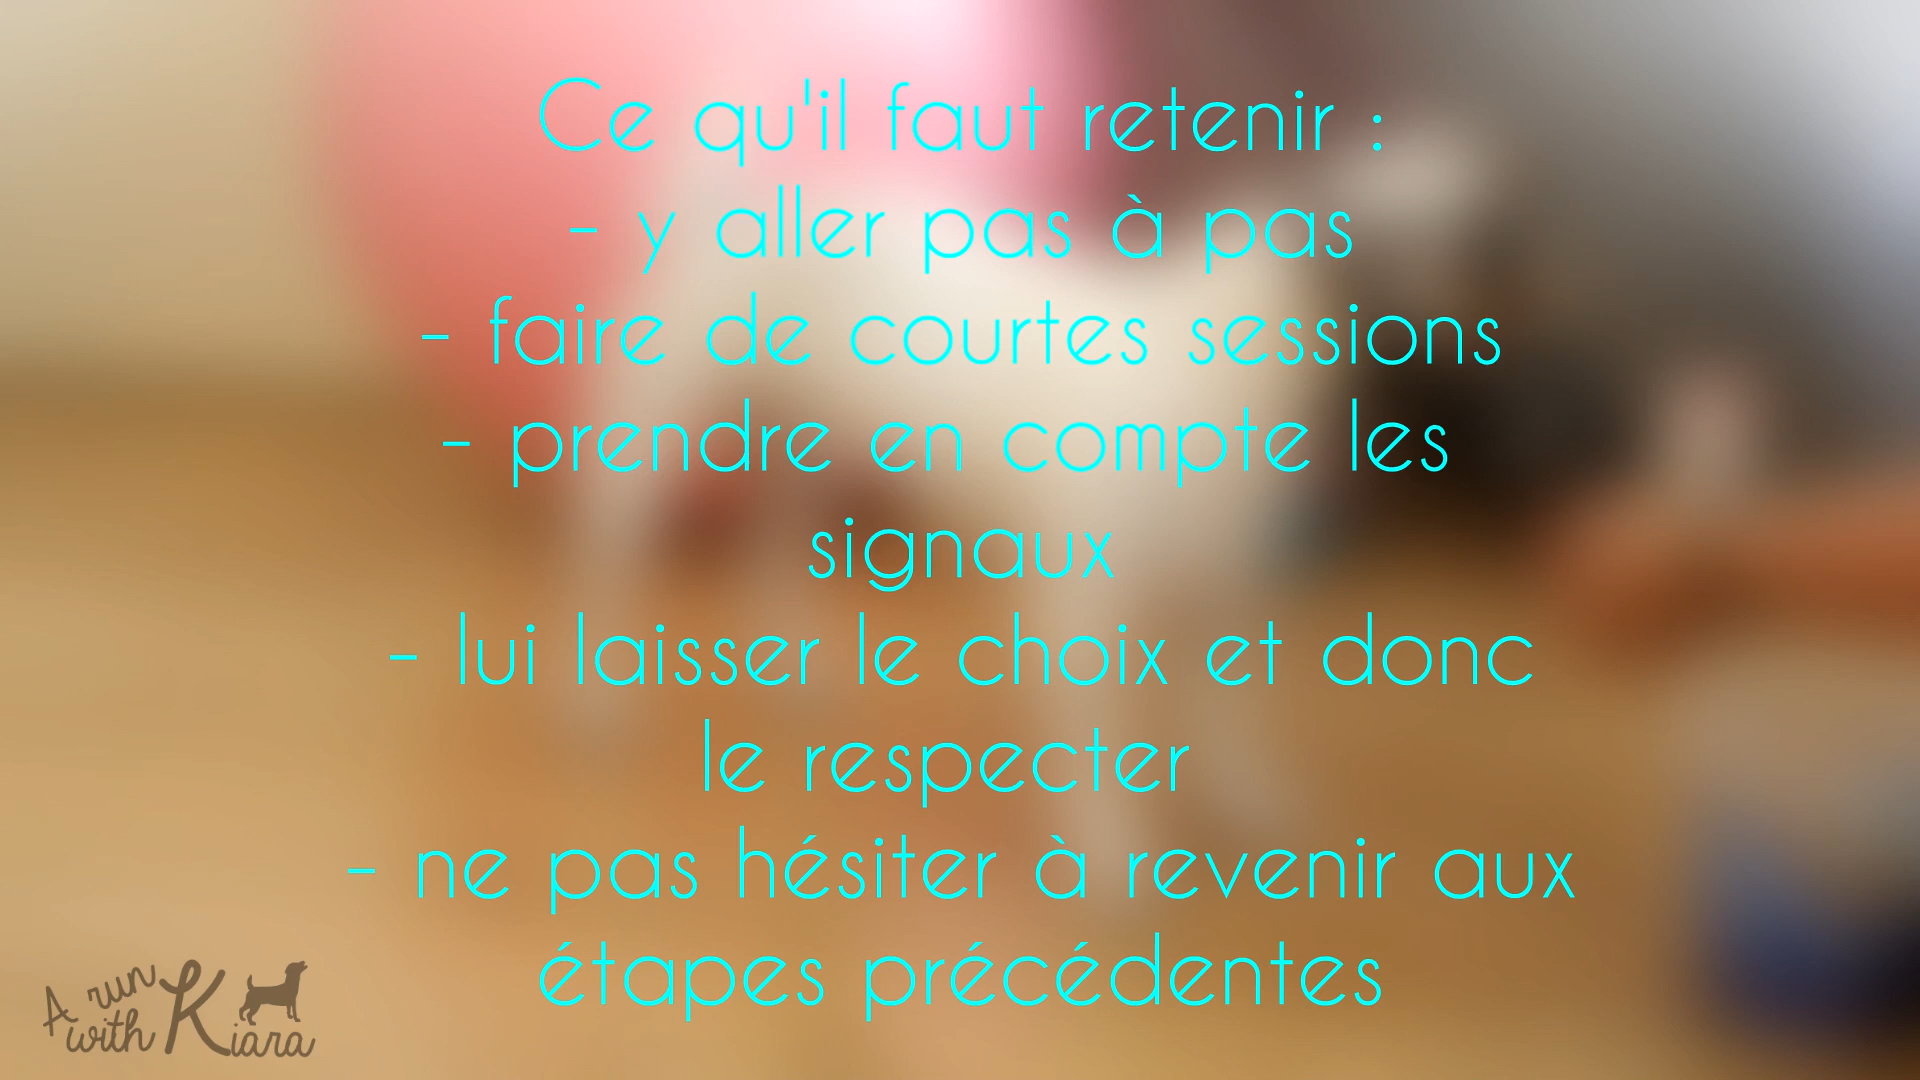 Ce qu'il faut retenir :
- y aller pas à pas
- faire de courtes sessions
- prendre en compte les
signaux
- lui laisser le choix et donc
le respecter
- ne pas hésiter à revenir aux
étapes précédentes
A run
with Kiara